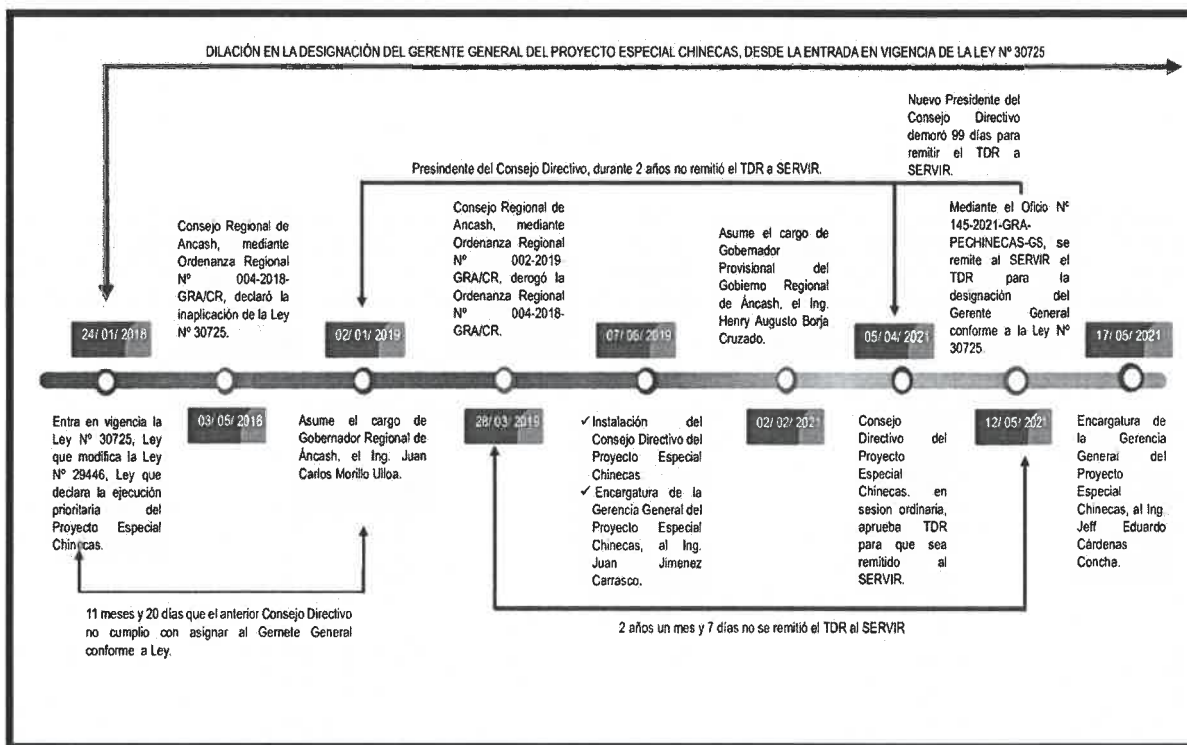 DILACIÓN EN LA DESIGNACIÓN DEL GERENTE GENERAL DEL PROYECTO ESPECIAL CHINECAS, DESDE LA ENTRADA EN VIGENCIA DE LA LEY Nº 30725
Nuevo Presidente del
Consejo Directivo
demoró 99 días para
remitir el TDR a
SERVIR.
Presidente del Consejo Directivo, durante 2 años no remitió el TDR a SERVIR.
Consejo Regional de
Ancash, mediante
Ordenanza Regional
Nº 004-2018-
GRA/CR, declaró la
inaplicación de la Ley
Nº 30725.
Consejo Regional de
Ancash, mediante
Ordenanza Regional
Nº 002-2019
GRA/CR, derogó la
Ordenanza Regional
Nº 004-2018-
GRA/CR.
Asume el cargo de
Gobernador
Provisional del
Gobierno Regional
de Áncash, el Ing.
Henry Augusto Borja
Cruzado.
Mediante el Oficio Nº
145-2021-GRA-
PECHINECAS-GS, se
remite al SERVIR el
TDR para la
designación del
Gerente General
conforme a la Ley Nº
30725.
24/01/2018
02/01/2019
07/06/2019
05/04/2021
17/05/2021
03/05/2018
28/03/2019
02/02/2021
12/05/2021
Entra en vigencia la
Ley Nº 30725, Ley
que modifica la Ley
Nº 29446, Ley que
declara la ejecución
prioritaria del
Proyecto Especial
Chinecas.
Asume el cargo de
Gobernador Regional de
Áncash, el Ing. Juan
Carlos Morillo Ulloa.
✓ Instalación del
Consejo Directivo del
Proyecto Especial
Chinecas
✓ Encargatura de la
Gerencia General del
Proyecto Especial
Chinecas, al Ing.
Juan Jimenez
Carrasco.
Consejo
Directivo del
Proyecto
Especial
Chinecas. en
sesion ordinaria,
aprueba TDR
para que sea
remitido al
SERVIR.
Encargatura de
la Gerencia
General del
Proyecto
Especial
Chinecas, al Ing.
Jeff Eduardo
Cárdenas
Concha.
11 meses y 20 días que el anterior Consejo Directivo
no cumplio con asignar al Gernete General
conforme a Ley.
2 años un mes y 7 días no se remitió el TDR al SERVIR